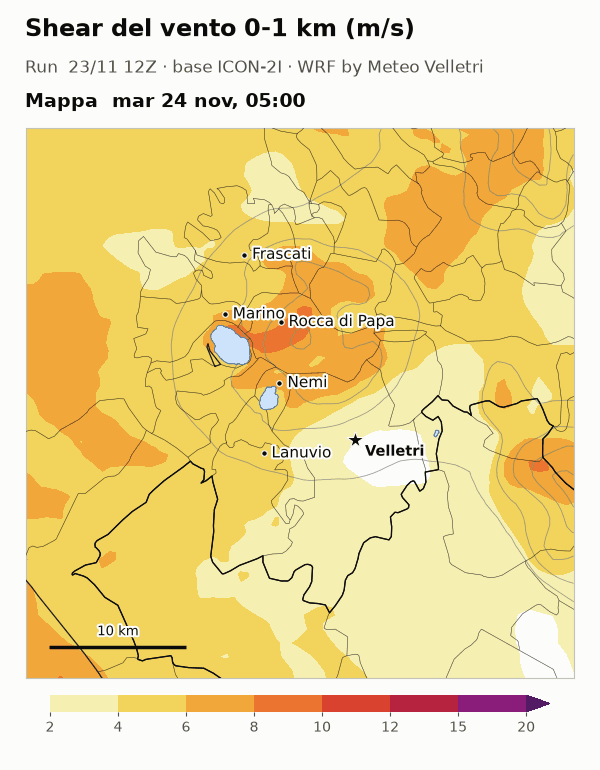 Shear del vento 0-1 km (m/s)
Run  23/11 12Z · base ICON-2I · WRF by Meteo Velletri
Mappa  mar 24 nov, 05:00
Frascati
Marino
Rocca di Papa
Nemi
Velletri
Lanuvio
10 km
2 4 6 8 10 12 15 20